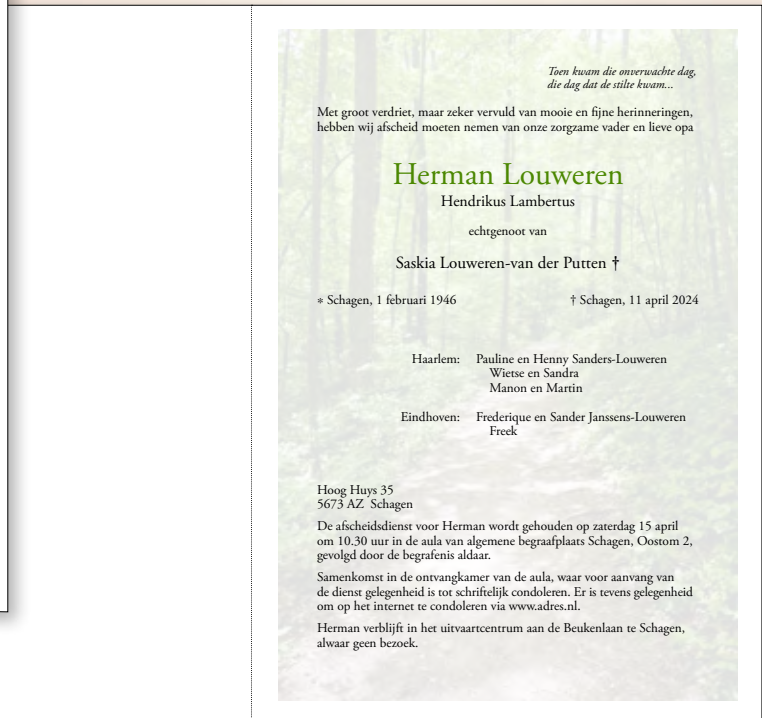 Toen kwam die onverwachte dag,
die dag dat de stilte kwam...
Met groot verdriet, maar zeker vervuld van mooie en fijne herinneringen,
hebben wij afscheid moeten nemen van onze zorgzame vader en lieve opa
Herman Louweren
Hendrikus Lambertus
echtgenoot van
Saskia Louweren-van der Putten †
* Schagen, 1 februari 1946 † Schagen, 11 april 2024
Haarlem: Pauline en Henny Sanders-Louweren
Wietse en Sandra
Manon en Martin
Eindhoven: Frederique en Sander Janssens-Louweren
Freek
Hoog Huys 35
5673 AZ Schagen
De afscheidsdienst voor Herman wordt gehouden op zaterdag 15 april
om 10.30 uur in de aula van algemene begraafplaats Schagen, Oostom 2,
gevolgd door de begrafenis aldaar.
Samenkomst in de ontvangkamer van de aula, waar voor aanvang van
de dienst gelegenheid is tot schriftelijk condoleren. Er is tevens gelegenheid
om op het internet te condoleren via www.adres.nl.
Herman verblijft in het uitvaartcentrum aan de Beukenlaan te Schagen,
alwaar geen bezoek.